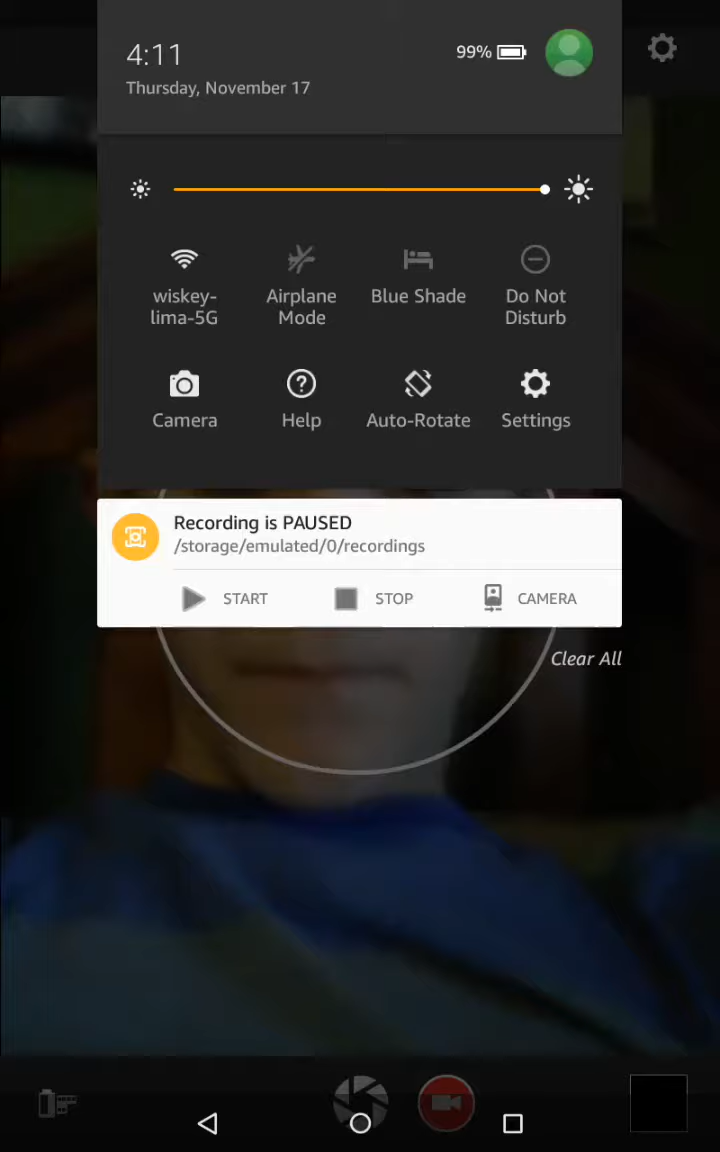 4:11
99%
Thursday, November 17
wiskey-
lima-5G
Airplane
Mode
Blue Shade
Do Not
Disturb
Camera
Help
Auto-Rotate
Settings
Recording is PAUSED
/storage/emulated/0/recordings
START
STOP
CAMERA
Clear All